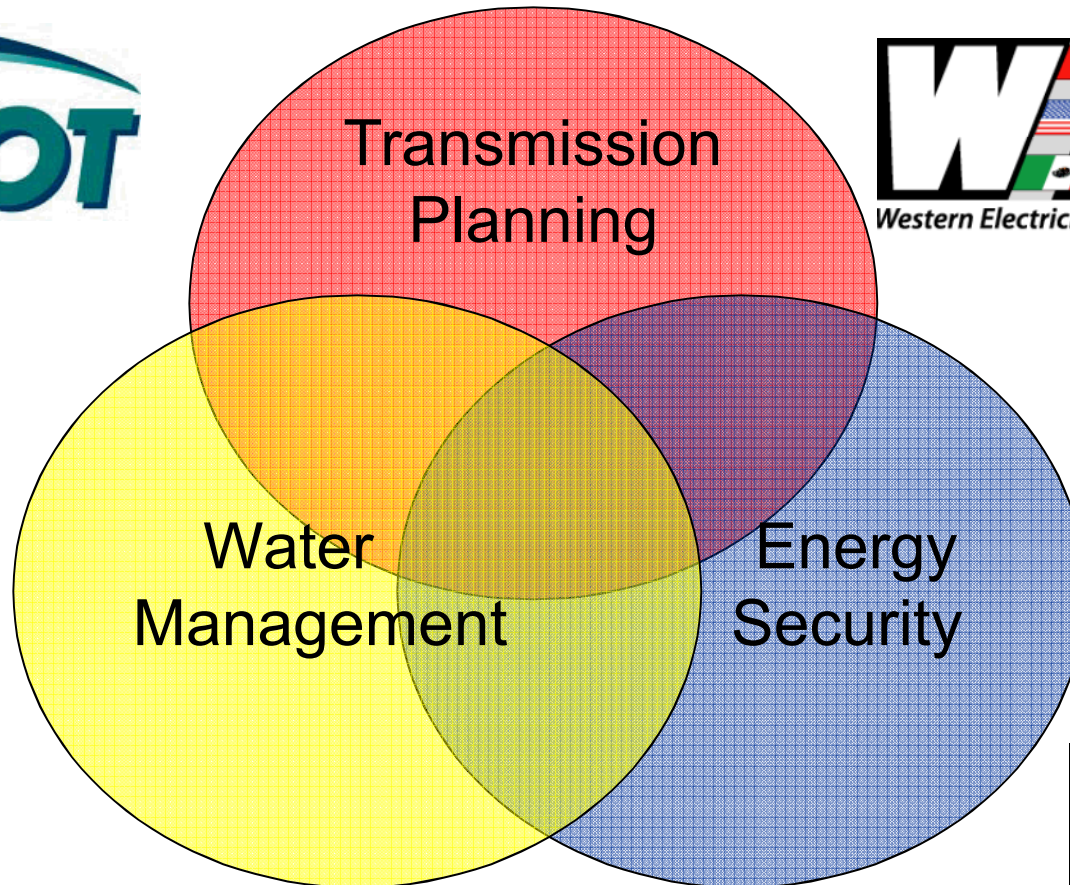 OT
W
Transmission
Planning
Western Electric
Water
Management
Energy
Security